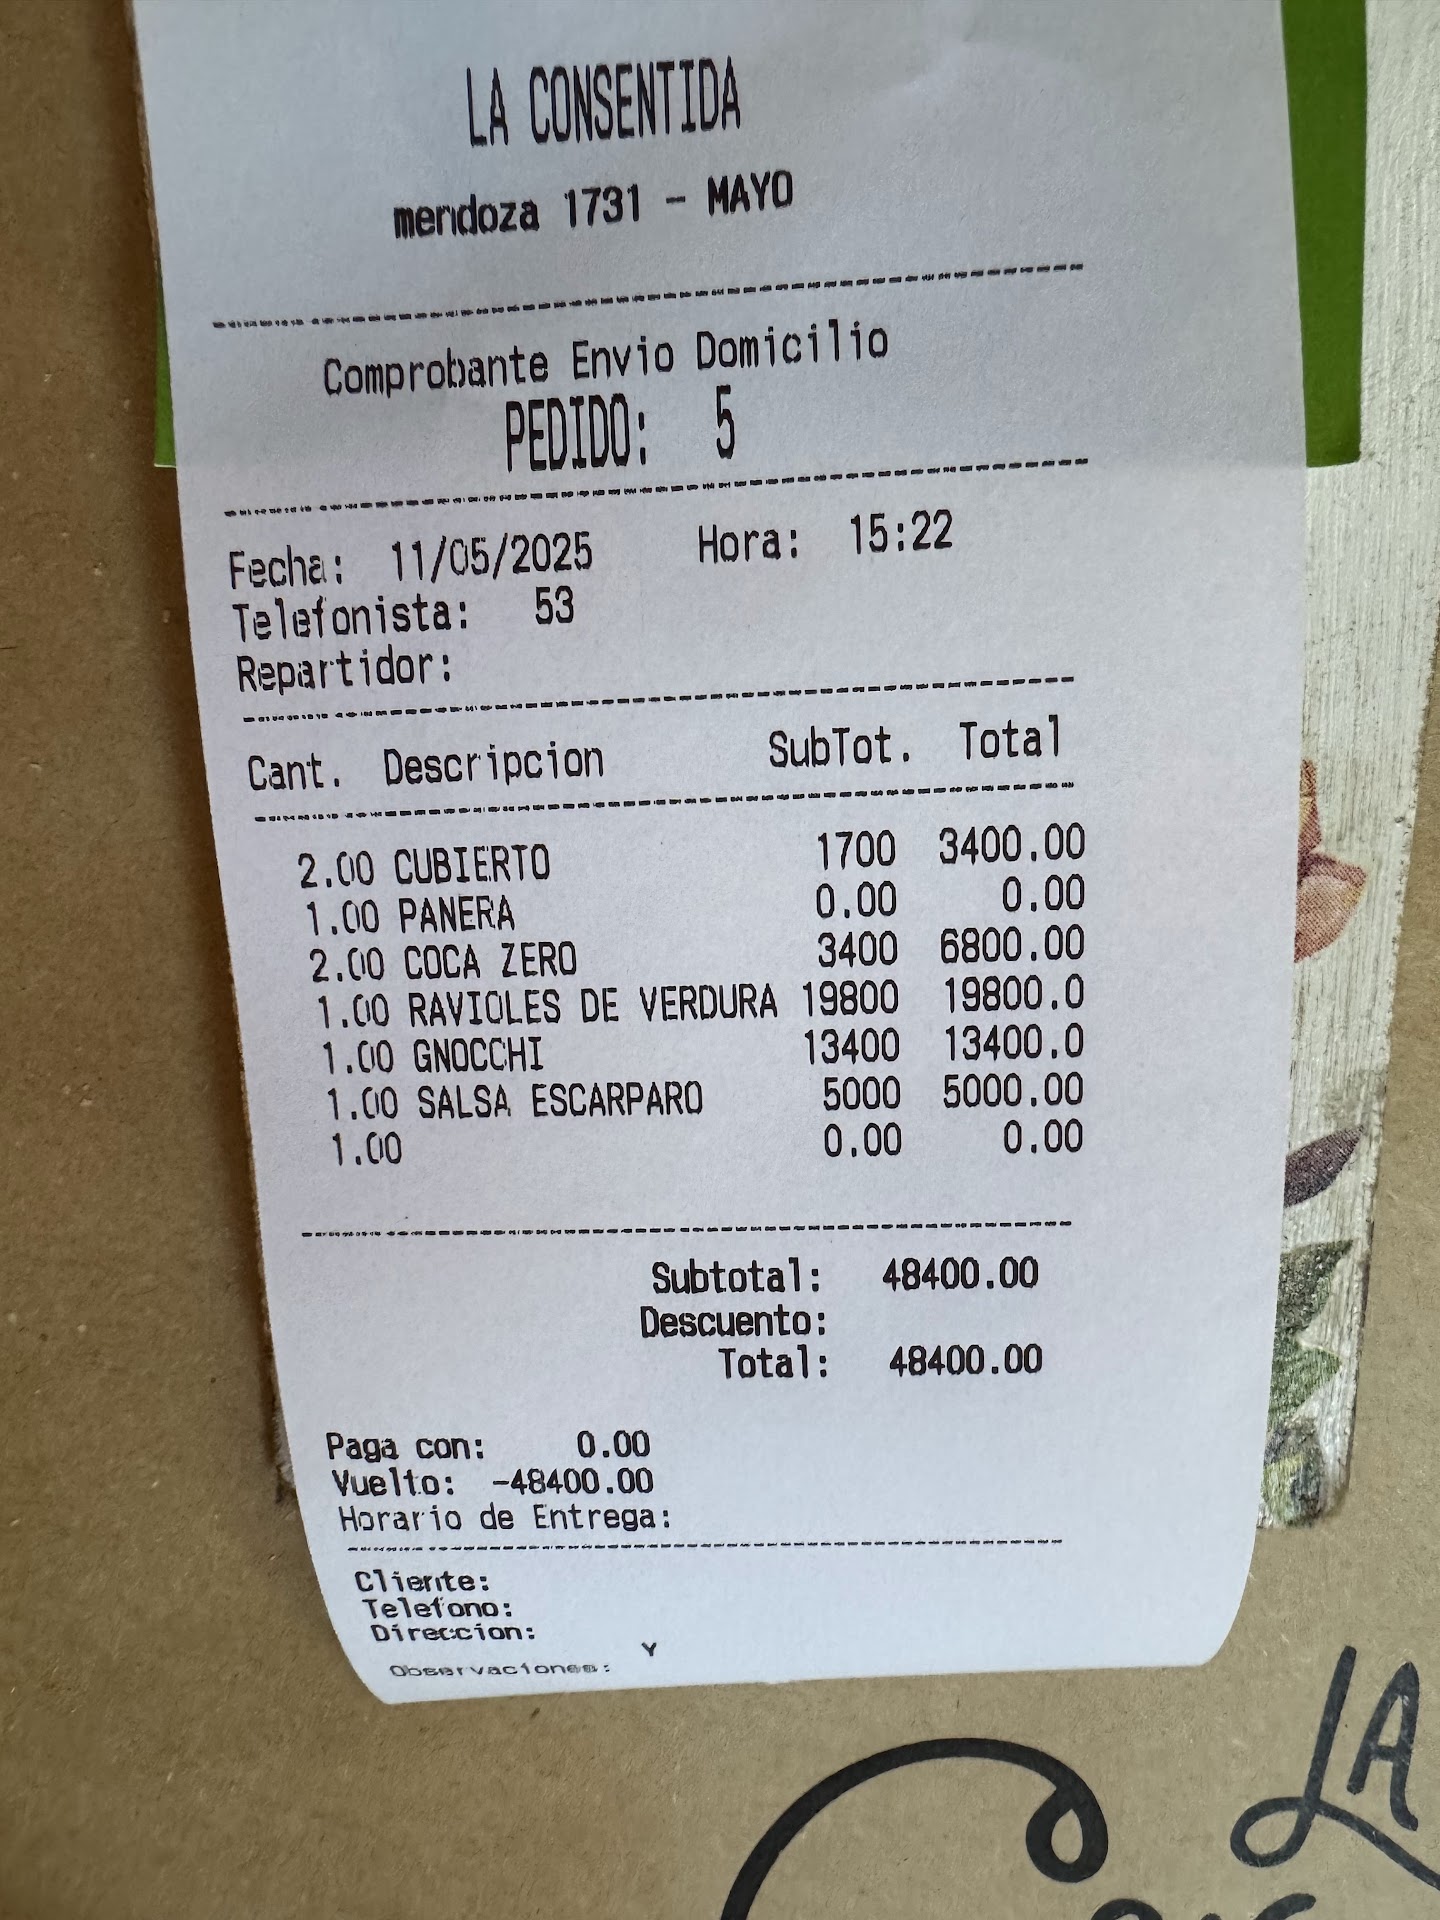 LA CONSENTIDA
mendoza 1731 - MAYO
Comprobante Envio Domicilio
PEDIDO: 5
Fecha: 11/05/2025 Hora: 15:22
Telefonista: 53
Repartidor:
Cant. Descripcion SubTot. Total
2.00 CUBIERTO 1700 3400.00
1.00 PANERA 0.00 0.00
2.00 COCA ZERO 3400 6800.00
1.00 RAVIOLES DE VERDURA 19800 19800.0
1.00 GNOCCHI 13400 13400.0
1.00 SALSA ESCARPARO 5000 5000.00
1.00 0.00 0.00
Subtotal: 48400.00
Descuento:
Total: 48400.00
Paga con: 0.00
Vuelto: -48400.00
Horario de Entrega:
Cliente:
Telefono:
Direccion:
Y
Observaciones:
LA